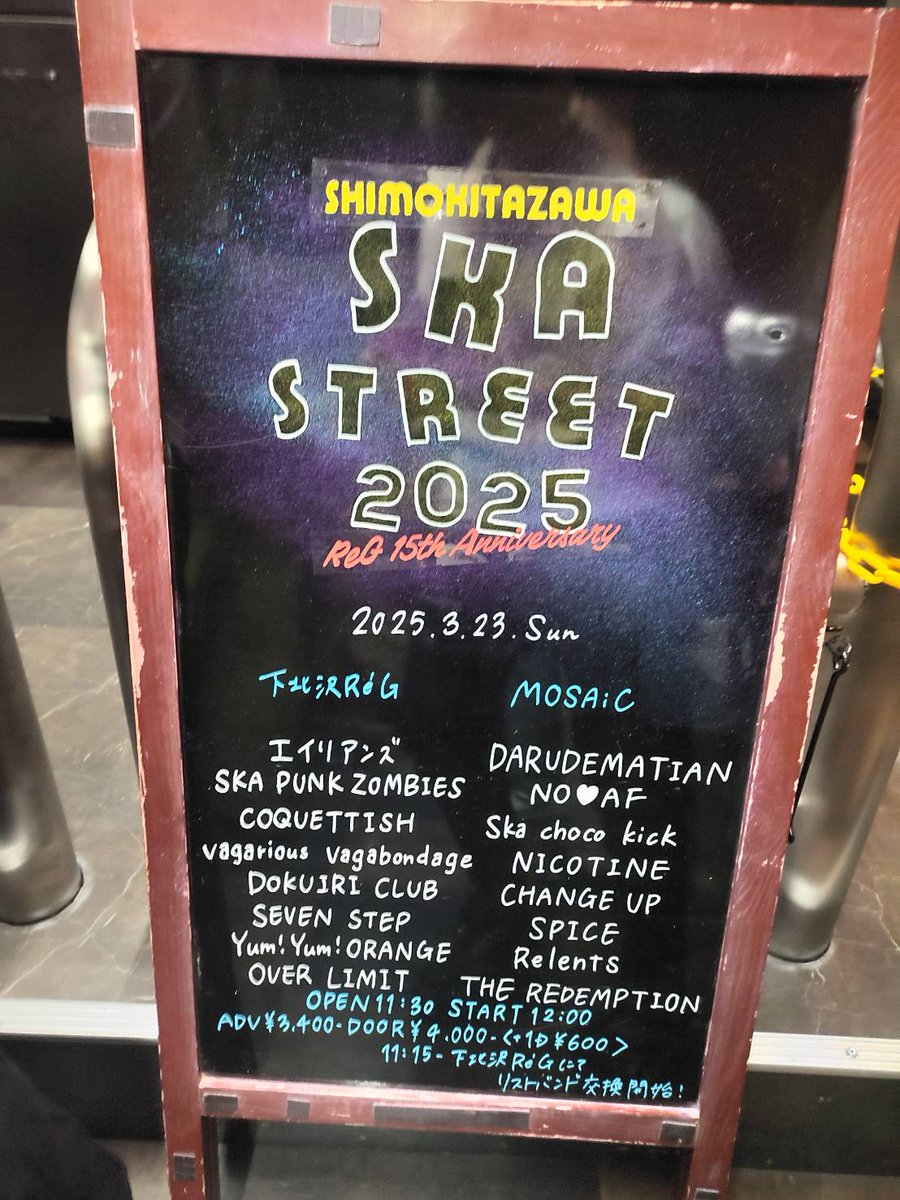 SHIMOKITAZAWA
SKA
STREET
2025
ReG 15th Anniversary
2025.3.23.Sun
下北沢ReG
エイリアンズ
SKA PUNK ZOMBIES
COQUETTISH
vagarious vagabondage
DOKUIRI CLUB
SEVEN STEP
Yum!Yum!ORANGE
OVER LIMIT
MOSAiC
DARUDEMATIAN
NO♥AF
Ska choco kick
NICOTINE
CHANGE UP
SPICE
Relents
THE REDEMPTION
OPEN 11:30 START 12:00
ADV¥3.400- DOOR¥4.000- <+1D¥600>
11:15- 下北沢ReGにて
リストバンド交換開始!